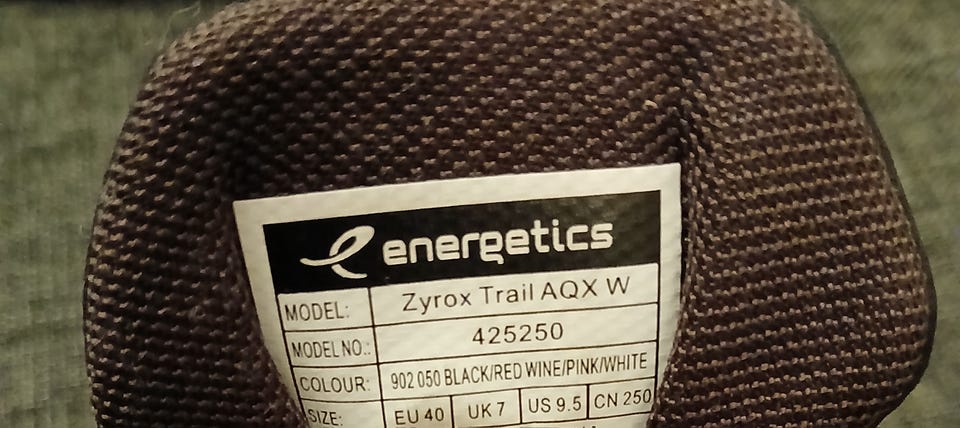 energetics
MODEL: Zyrox Trail AQX W
MODEL NO.: 425250
COLOUR: 902 050 BLACK/RED WINE/PINK/WHITE
SIZE: EU 40 UK 7 US 9.5 CN 250